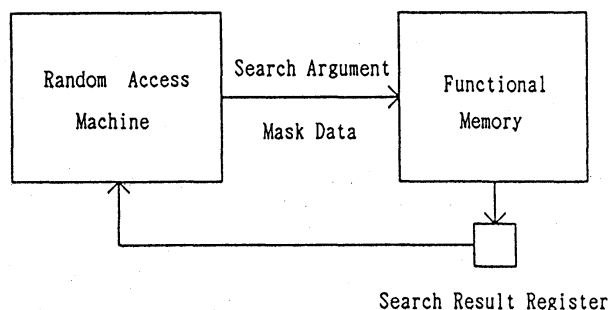 Random Access
Machine
Search Argument
Mask Data
Functional
Memory
Search Result Register